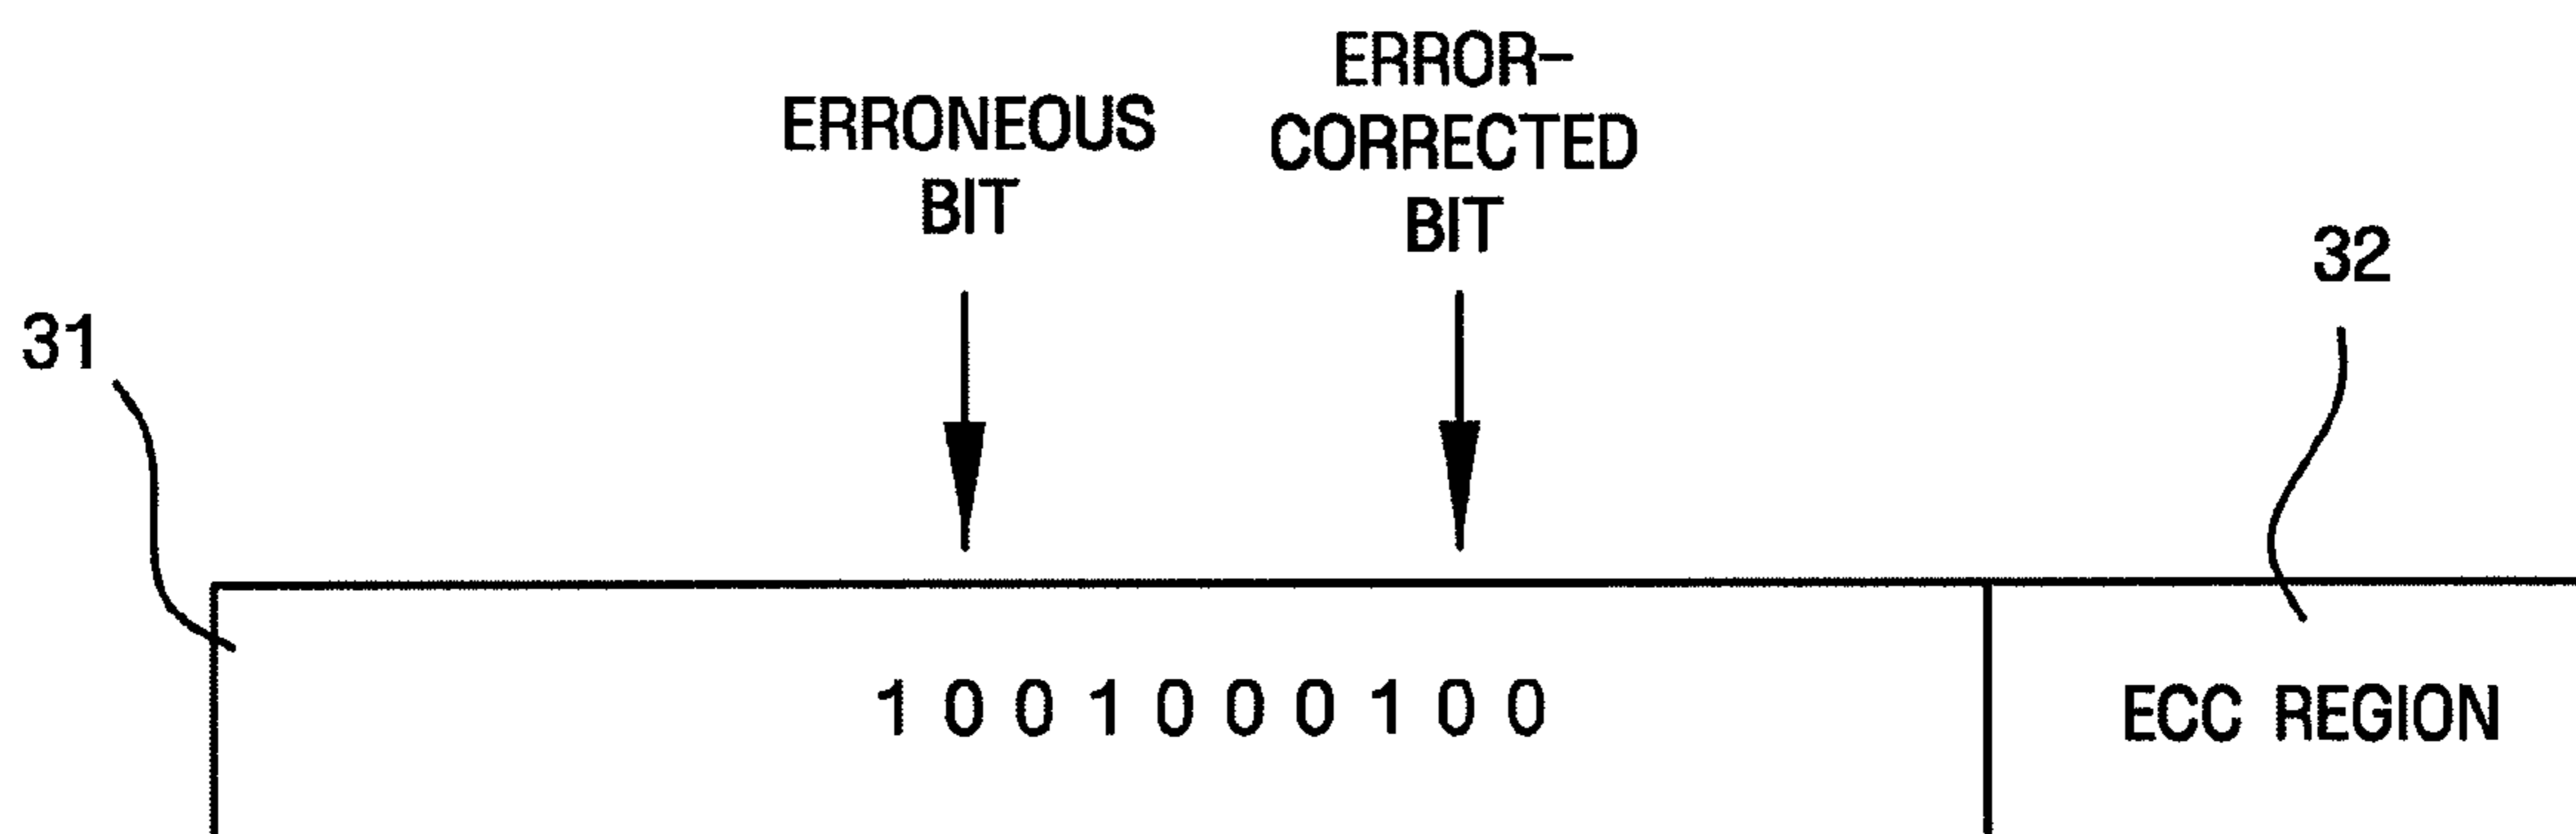 ERRONEOUS
BIT
ERROR-
CORRECTED
BIT
31
32
1 0 0 1 0 0 0 1 0 0
ECC REGION